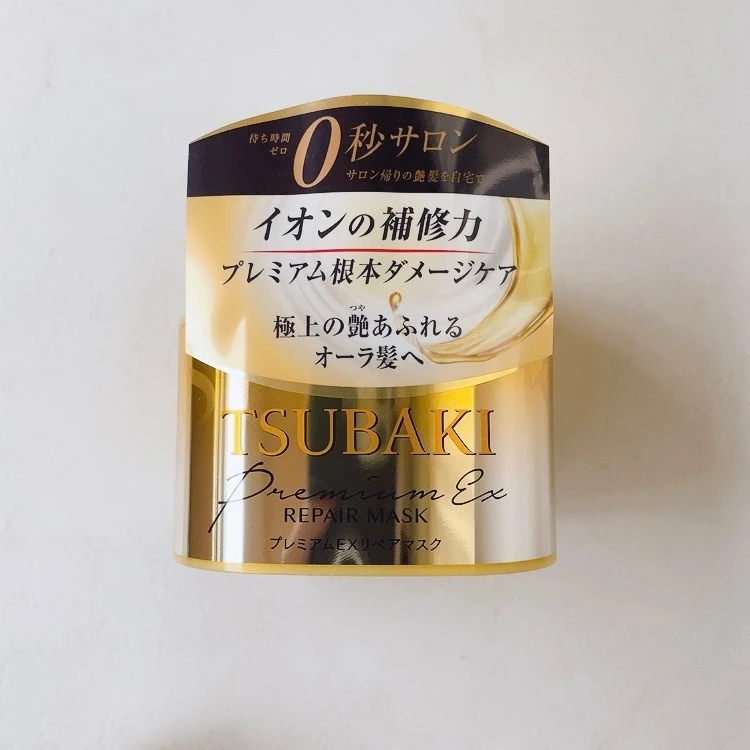 待ち時間
ゼロ
0秒サロン
サロン帰りの艶髪を自宅で
イオンの補修力
プレミアム根本ダメージケア
つや
極上の艶あふれる
オーラ髪へ
TSUBAKI
Premium Ex
REPAIR MASK
プレミアムEXリペアマスク